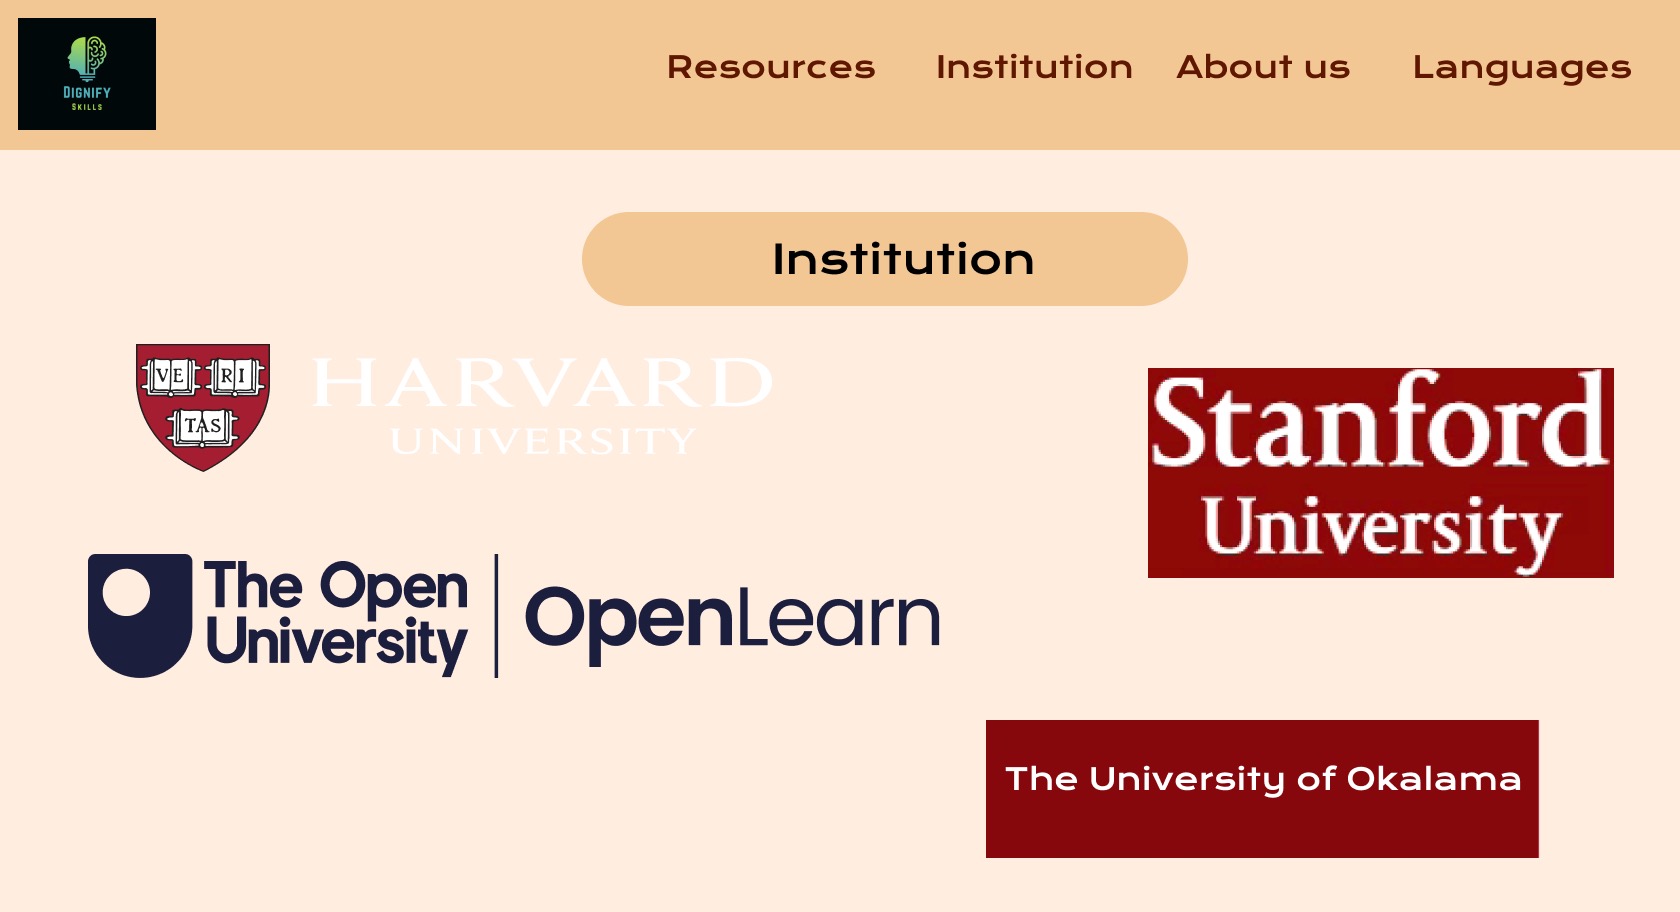 DIGNIFY
SKILLS
Resources Institution About us Languages
Institution
VE RI
TAS
HARVARD
UNIVERSITY
Stanford
University
The Open
University
OpenLearn
The University of Okalama